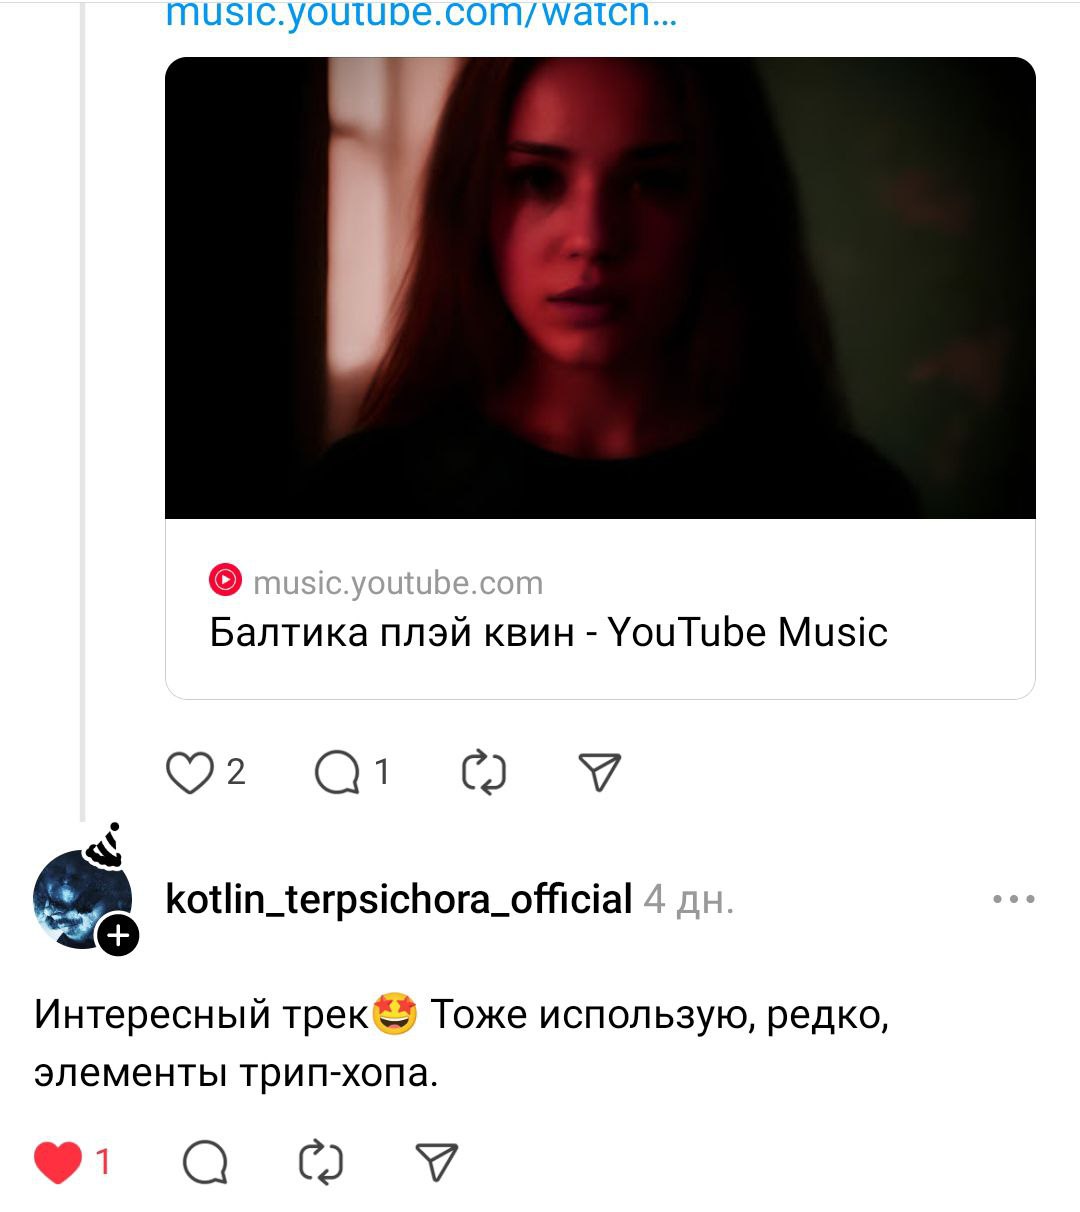 music.youtube.com/watch...
music.youtube.com
Балтика плэй квин - YouTube Music
2
1
kotlin_terpsichora_official 4 дн.
Интересный трек🤩 Тоже использую, редко,
элементы трип-хопа.
1